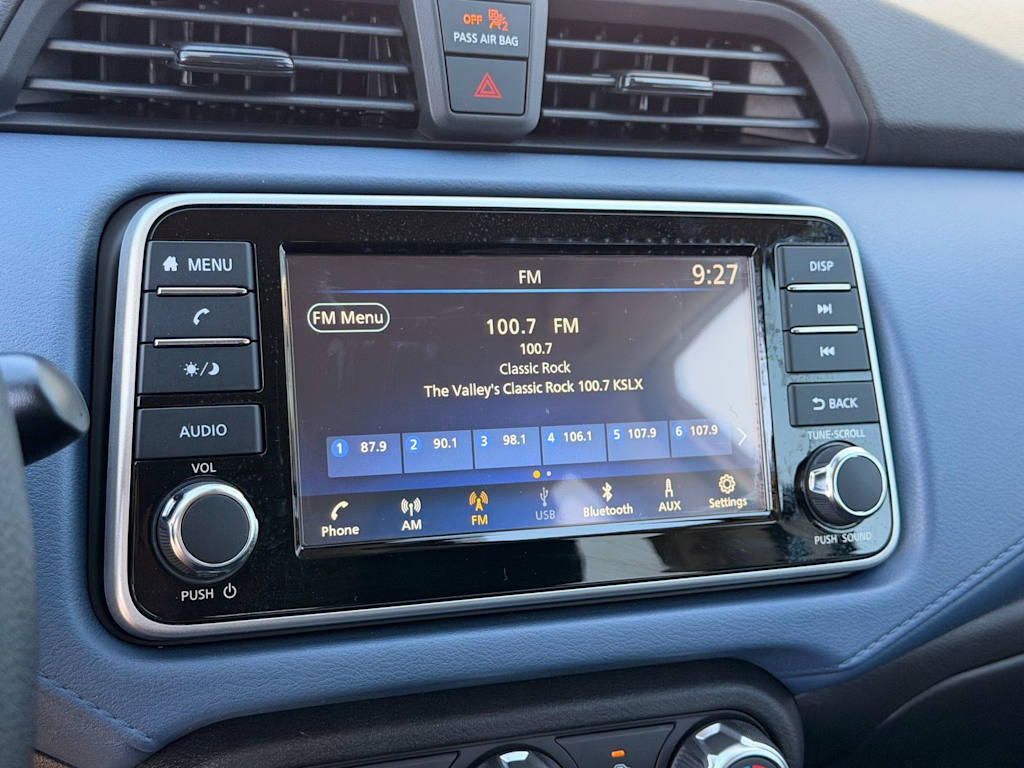 OFF 2
PASS AIR BAG
MENU
AUDIO
VOL
PUSH
FM 9:27
FM Menu
100.7 FM
100.7
Classic Rock
The Valley's Classic Rock 100.7 KSLX
1 87.9 2 90.1 3 98.1 4 106.1 5 107.9 6 107.9
Phone AM FM USB Bluetooth AUX Settings
DISP
BACK
TUNE·SCROLL
PUSH SOUND